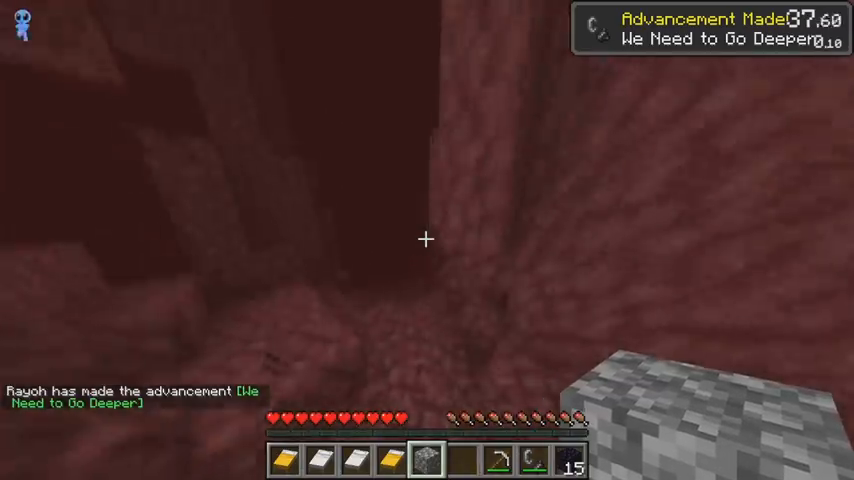 Advancement Made
37.60
We Need to Go Deeper
0.10
Rayoh has made the advancement [We
Need to Go Deeper]
15